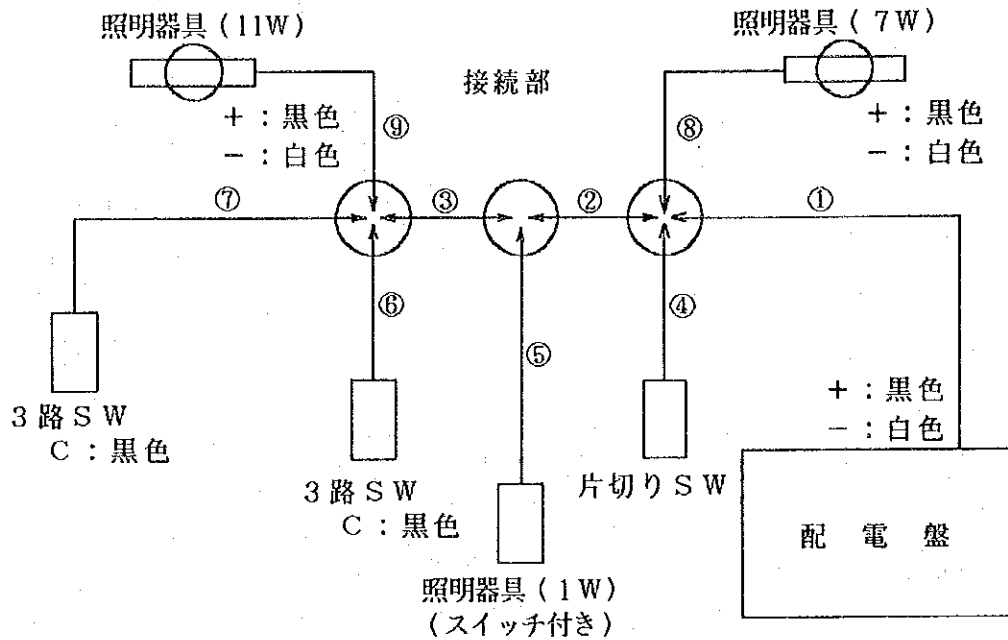 照明器具(11W)
照明器具(7W)
接続部
+:黒色
-:白色
+:黒色
-:白色
⑨
⑧
⑦
③
②
①
⑥
⑤
④
3路SW
C:黒色
3路SW
C:黒色
片切りSW
+:黒色
-:白色
配電盤
照明器具(1W)
(スイッチ付き)